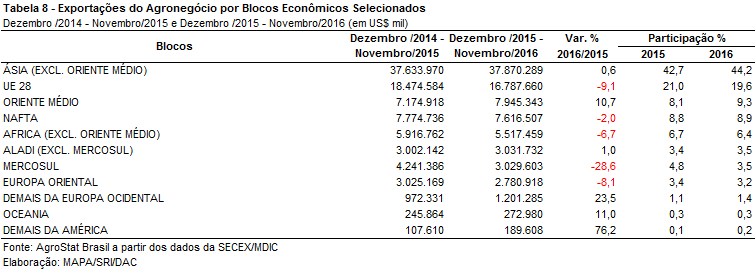 Tabela 8 - Exportações do Agronegócio por Blocos Econômicos Selecionados
Dezembro /2014 - Novembro/2015 e Dezembro /2015 - Novembro/2016 (em US$ mil)
Blocos Dezembro /2014 - Novembro/2015 Dezembro /2015 - Novembro/2016 Var. % 2016/2015 Participação %
2015 2016
ÁSIA (EXCL. ORIENTE MÉDIO) 37.633.970 37.870.289 0,6 42,7 44,2
UE 28 18.474.584 16.787.660 -9,1 21,0 19,6
ORIENTE MÉDIO 7.174.918 7.945.343 10,7 8,1 9,3
NAFTA 7.774.736 7.616.507 -2,0 8,8 8,9
AFRICA (EXCL. ORIENTE MÉDIO) 5.916.762 5.517.459 -6,7 6,7 6,4
ALADI (EXCL. MERCOSUL) 3.002.142 3.031.732 1,0 3,4 3,5
MERCOSUL 4.241.386 3.029.603 -28,6 4,8 3,5
EUROPA ORIENTAL 3.025.169 2.780.918 -8,1 3,4 3,2
DEMAIS DA EUROPA OCIDENTAL 972.331 1.201.285 23,5 1,1 1,4
OCEANIA 245.864 272.980 11,0 0,3 0,3
DEMAIS DA AMÉRICA 107.610 189.608 76,2 0,1 0,2
Fonte: AgroStat Brasil a partir dos dados da SECEX/MDIC
Elaboração: MAPA/SRI/DAC